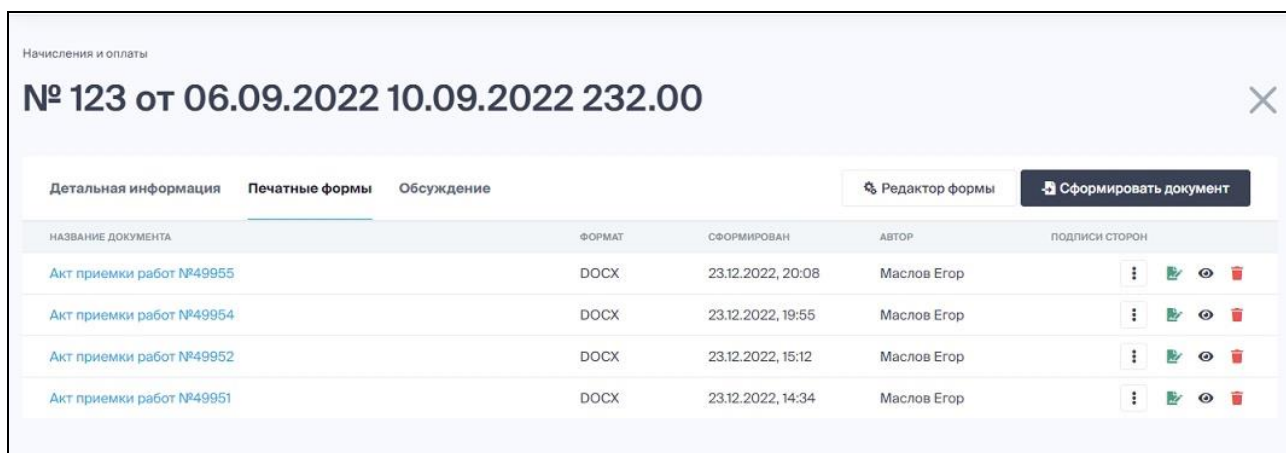 Начисления и оплаты
№ 123 от 06.09.2022 10.09.2022 232.00
Детальная информация Печатные формы Обсуждение Редактор формы Сформировать документ
НАЗВАНИЕ ДОКУМЕНТА ФОРМАТ СФОРМИРОВАН АВТОР ПОДПИСИ СТОРОН
Акт приемки работ №49955 DOCX 23.12.2022, 20:08 Маслов Егор
Акт приемки работ №49954 DOCX 23.12.2022, 19:55 Маслов Егор
Акт приемки работ №49952 DOCX 23.12.2022, 15:12 Маслов Егор
Акт приемки работ №49951 DOCX 23.12.2022, 14:34 Маслов Егор